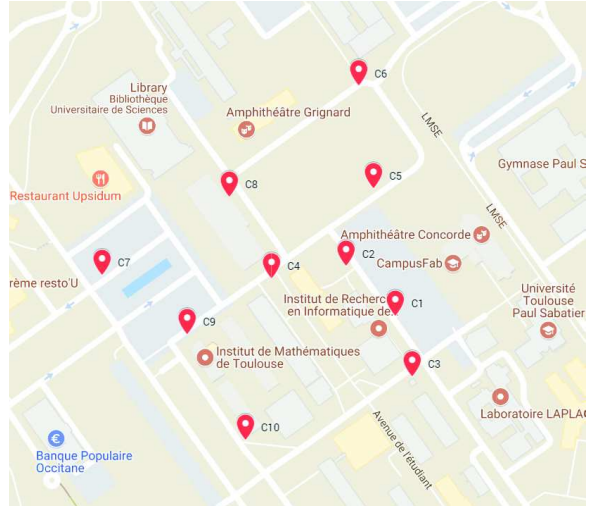 C6
Library
Bibliothèque
Universitaire de Sciences
Amphithéâtre Grignard
LMSE
Gymnase Paul S
C5
C8
Restaurant Upsidum
LMSE
Amphithéâtre Concorde
C2
CampusFab
C7
C4
rème resto'U
Université
Toulouse
Paul Sabatier
Institut de Recherc
en Informatique de..
C1
C9
Institut de Mathématiques
de Toulouse
C3
Laboratoire LAPLAC
Avenue de l'étudiant
C10
Banque Populaire
Occitane